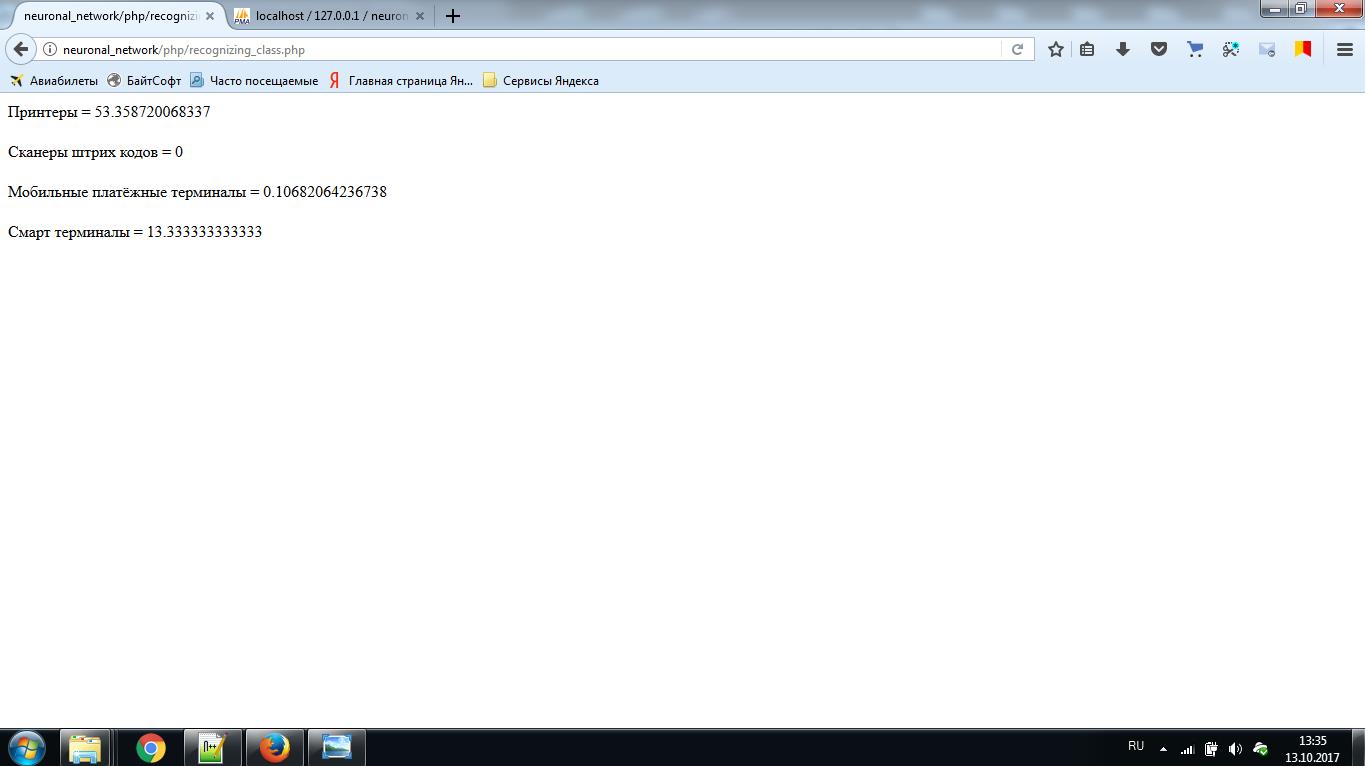 neuronal_network/php/recognizi
localhost / 127.0.0.1 / neuron
neuronal_network/php/recognizing_class.php
Авиабилеты
БайтСофт
Часто посещаемые
Главная страница Ян...
Сервисы Яндекса
Принтеры = 53.358720068337
Сканеры штрих кодов = 0
Мобильные платёжные терминалы = 0.10682064236738
Смарт терминалы = 13.333333333333
RU
13:35
13.10.2017